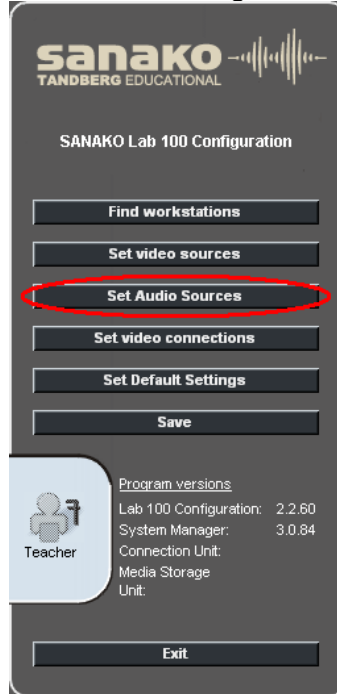 sanako
TANDBERG EDUCATIONAL
SANAKO Lab 100 Configuration
Find workstations
Set video sources
Set Audio Sources
Set video connections
Set Default Settings
Save
Teacher
Program versions
Lab 100 Configuration: 2.2.60
System Manager: 3.0.84
Connection Unit:
Media Storage
Unit:
Exit